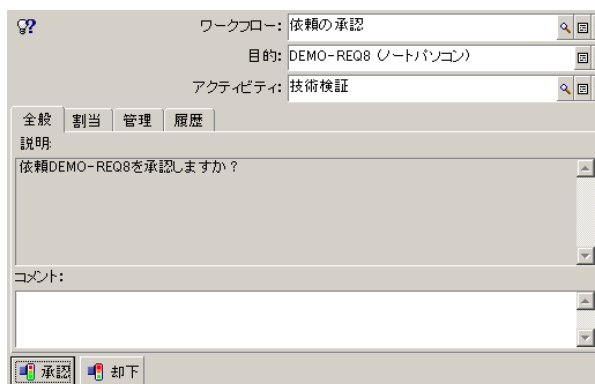 ワークフロー: 依頼の承認
目的: DEMO-REQ8 (ノートパソコン)
アクティビティ: 技術検証
全般 割当 管理 履歴
説明:
依頼DEMO-REQ8を承認しますか?
コメント:
承認 却下